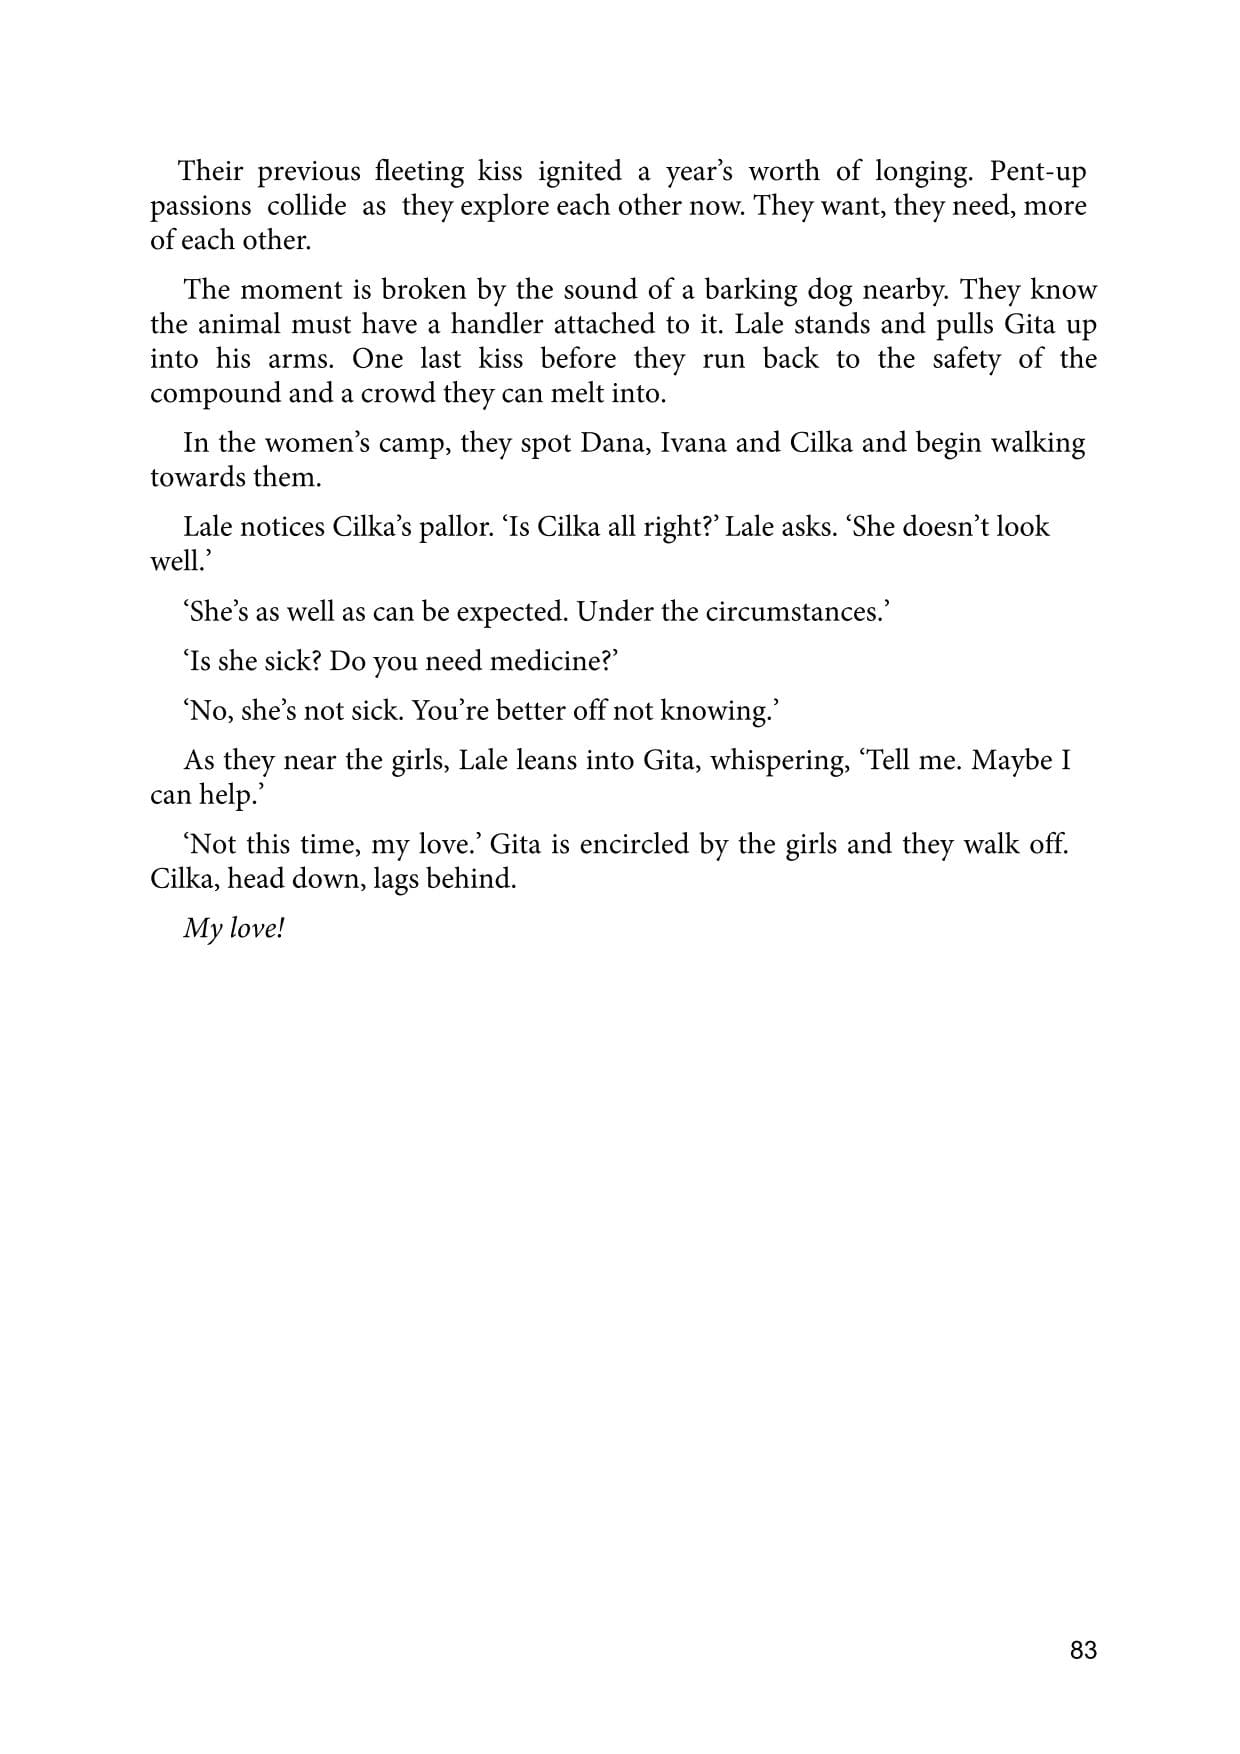 Their previous fleeting kiss ignited a year’s worth of longing. Pent-up
passions collide as they explore each other now. They want, they need, more
of each other.
The moment is broken by the sound of a barking dog nearby. They know
the animal must have a handler attached to it. Lale stands and pulls Gita up
into his arms. One last kiss before they run back to the safety of the
compound and a crowd they can melt into.
In the women’s camp, they spot Dana, Ivana and Cilka and begin walking
towards them.
Lale notices Cilka’s pallor. ‘Is Cilka all right?’ Lale asks. ‘She doesn’t look
well.’
‘She’s as well as can be expected. Under the circumstances.’
‘Is she sick? Do you need medicine?’
‘No, she’s not sick. You’re better off not knowing.’
As they near the girls, Lale leans into Gita, whispering, ‘Tell me. Maybe I
can help.’
‘Not this time, my love.’ Gita is encircled by the girls and they walk off.
Cilka, head down, lags behind.
My love!
83